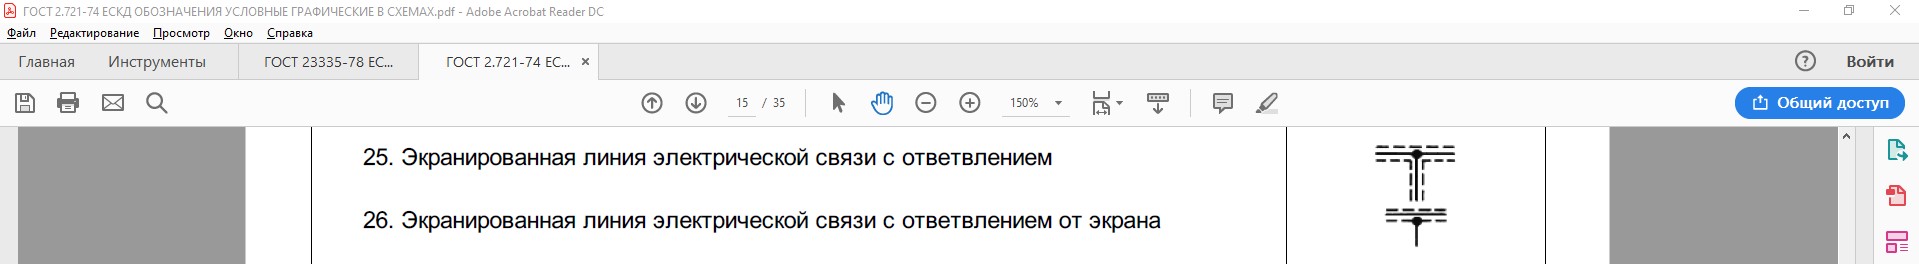 ГОСТ 2.721-74 ЕСКД ОБОЗНАЧЕНИЯ УСЛОВНЫЕ ГРАФИЧЕСКИЕ В СХЕМАХ.pdf - Adobe Acrobat Reader DC
Файл Редактирование Просмотр Окно Справка
Главная Инструменты ГОСТ 23335-78 ЕС... ГОСТ 2.721-74 ЕС... × ? Войти
15 / 35 150% Общий доступ
25. Экранированная линия электрической связи с ответвлением
26. Экранированная линия электрической связи с ответвлением от экрана